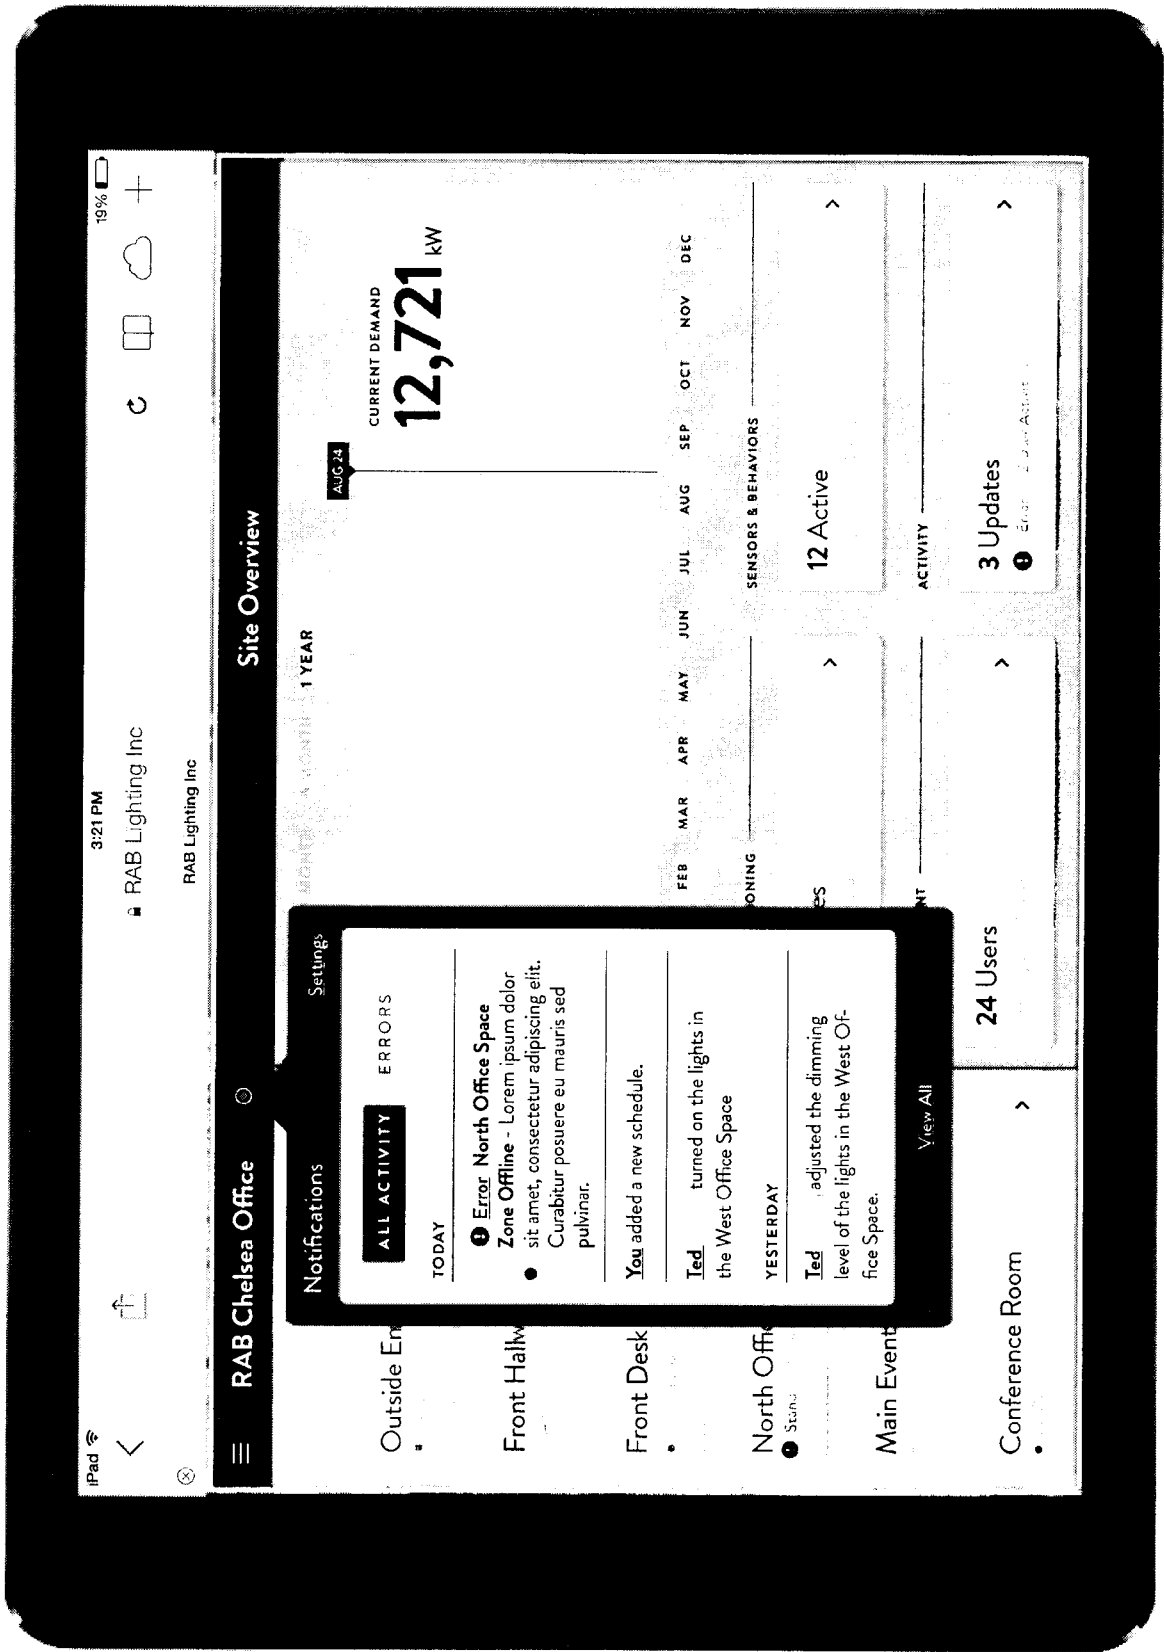 iPad
3:21 PM
19%
RAB Lighting Inc
RAB Lighting Inc
RAB Chelsea Office
Site Overview
Notifications
Settings
ALL ACTIVITY
ERRORS
TODAY
Error North Office Space
Zone Offline - Lorem ipsum dolor
sit amet, consectetur adipiscing elit.
Curabitur posuere eu mauris sed
pulvinar.
You added a new schedule.
Ted turned on the lights in
the West Office Space
YESTERDAY
Ted adjusted the dimming
level of the lights in the West Of-
fice Space.
View All
Outside En
Front Hallw
Front Desk
North Offic
Main Event
Conference Room
MONTH
1 YEAR
AUG 24
CURRENT DEMAND
12,721 kW
FEB MAR APR MAY JUN JUL AUG SEP OCT NOV DEC
ONING
es
SENSORS & BEHAVIORS
12 Active
NT
24 Users
ACTIVITY
3 Updates